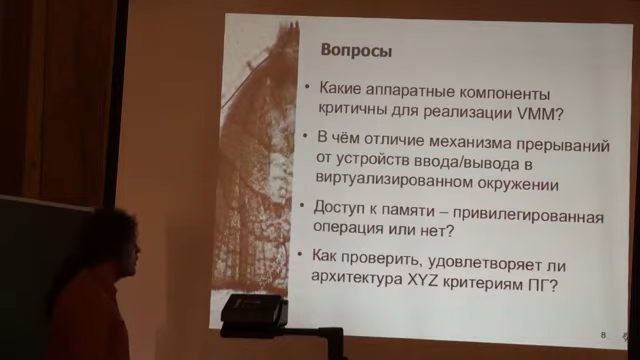 Вопросы
• Какие аппаратные компоненты
критичны для реализации VMM?
• В чём отличие механизма прерываний
от устройств ввода/вывода в
виртуализированном окружении
• Доступ к памяти – привилегированная
операция или нет?
• Как проверить, удовлетворяет ли
архитектура XYZ критериям ПГ?
8